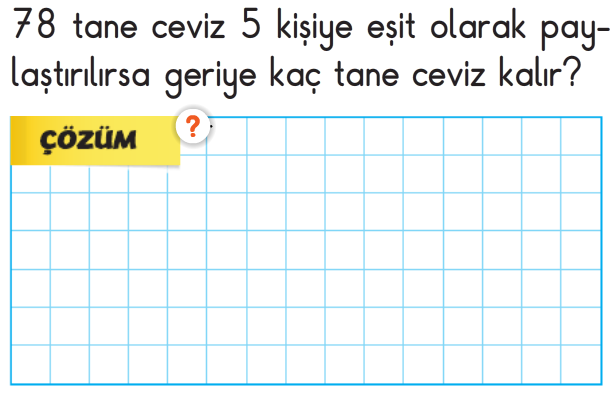 78 tane ceviz 5 kişiye eşit olarak pay-
laştırılırsa geriye kaç tane ceviz kalır?
ÇÖZÜM ?